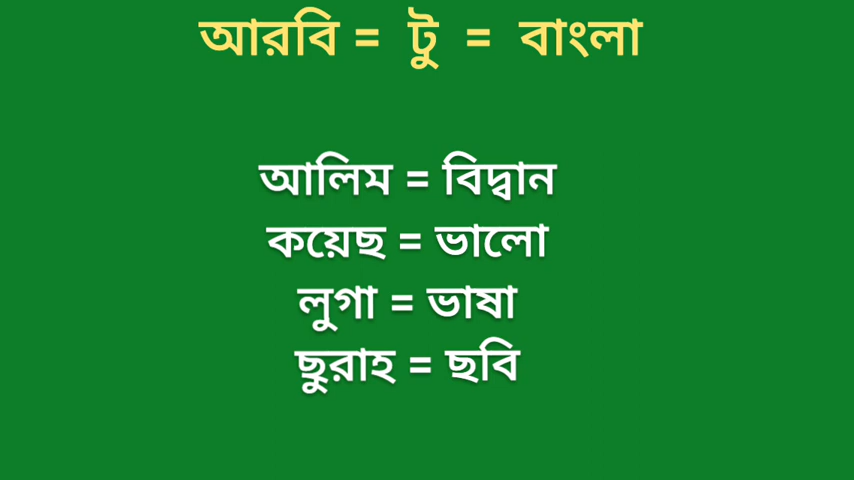 আরবি = টু = বাংলা
আলিম = বিদ্বান
কয়েছ = ভালো
লুগা = ভাষা
ছুরাহ = ছবি